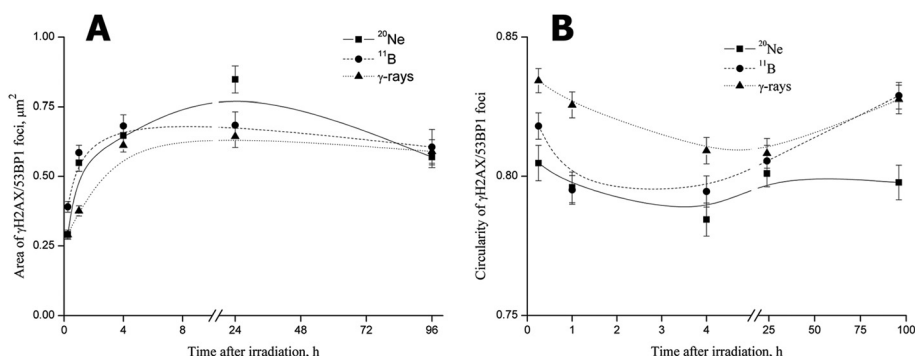 A
²⁰Ne
¹¹B
γ-rays
1.00
0.75
0.50
0.25
0.00
Area of γH2AX/53BP1 foci, μm²
0
4
8
24
48
72
96
Time after irradiation, h
B
²⁰Ne
¹¹B
γ-rays
0.85
0.80
0.75
Circularity of γH2AX/53BP1 foci
0
1
2
3
4
25
50
75
100
Time after irradiation, h